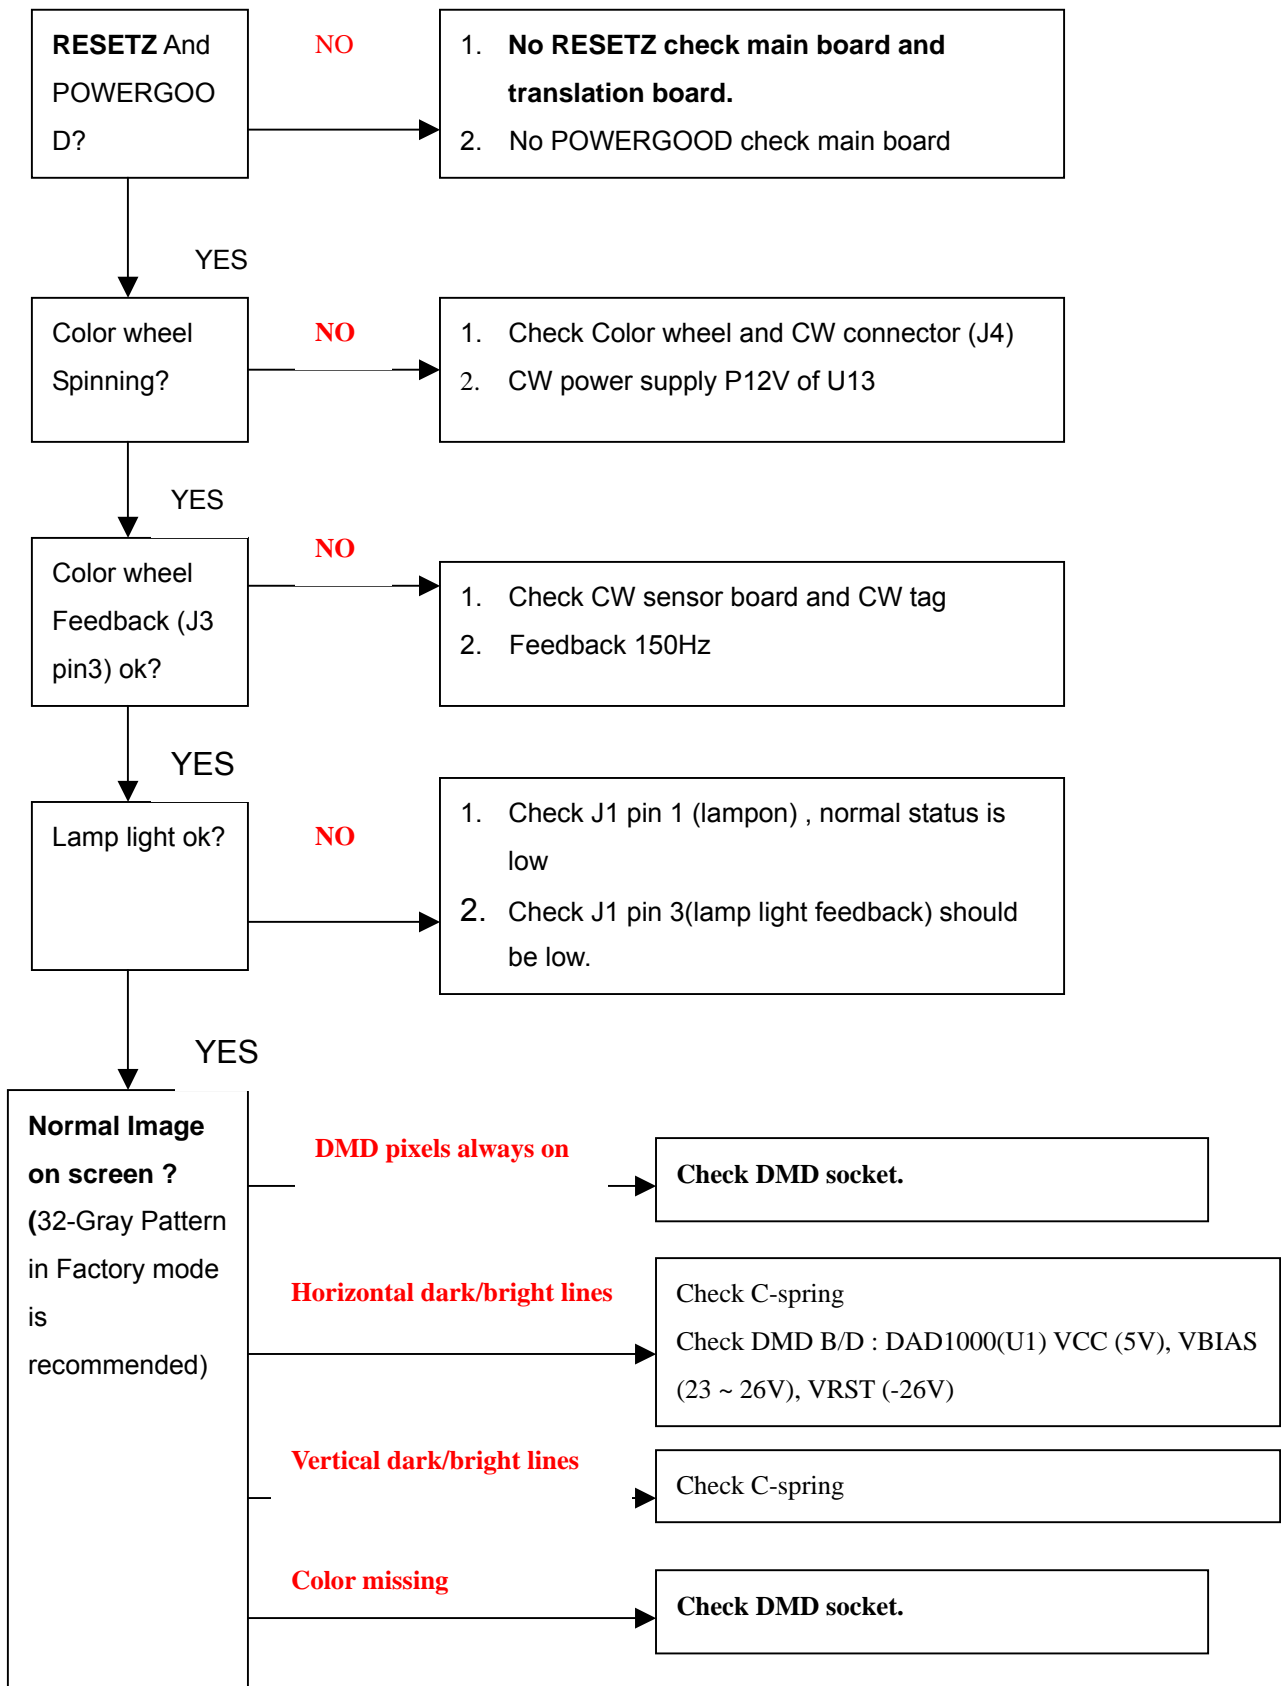 RESETZ And
POWERGOO
D?
NO
1. No RESETZ check main board and
translation board.
2. No POWERGOOD check main board
YES
Color wheel
Spinning?
NO
1. Check Color wheel and CW connector (J4)
2. CW power supply P12V of U13
YES
Color wheel
Feedback (J3
pin3) ok?
NO
1. Check CW sensor board and CW tag
2. Feedback 150Hz
YES
Lamp light ok?
NO
1. Check J1 pin 1 (lampon) , normal status is
low
2. Check J1 pin 3(lamp light feedback) should
be low.
YES
Normal Image
on screen ?
(32-Gray Pattern
in Factory mode
is
recommended)
DMD pixels always on
Check DMD socket.
Horizontal dark/bright lines
Check C-spring
Check DMD B/D : DAD1000(U1) VCC (5V), VBIAS
(23 ~ 26V), VRST (-26V)
Vertical dark/bright lines
Check C-spring
Color missing
Check DMD socket.